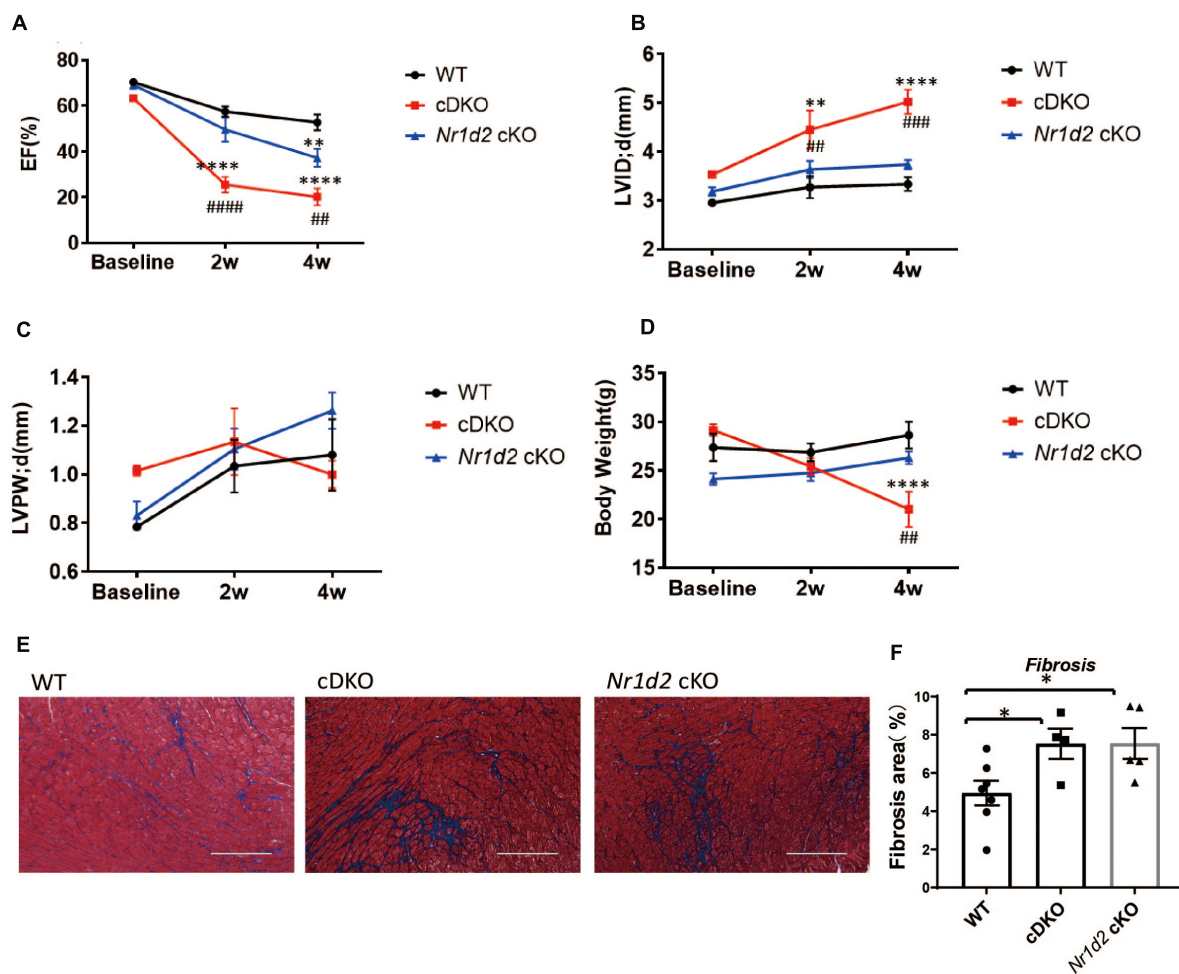 A
EF(%)
80
60
40
20
0
Baseline 2w 4w
****
####
**
****
##
WT
cDKO
Nr1d2 cKO
B
LVID;d(mm)
6
5
4
3
2
Baseline 2w 4w
**
##
****
###
WT
cDKO
Nr1d2 cKO
C
LVPW;d(mm)
1.4
1.2
1.0
0.8
0.6
Baseline 2w 4w
WT
cDKO
Nr1d2 cKO
D
Body Weight(g)
35
30
25
20
15
Baseline 2w 4w
****
##
WT
cDKO
Nr1d2 cKO
E
WT
cDKO
Nr1d2 cKO
F
Fibrosis
*
*
Fibrosis area( %)
10
8
6
4
2
0
WT
cDKO
Nr1d2 cKO